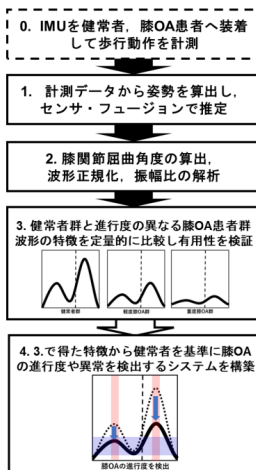 0. IMUを健常者，膝OA患者へ装着
して歩行動作を計測
1. 計測データから姿勢を算出し，
センサ・フュージョンで推定
2. 膝関節屈曲角度の算出，
波形正規化，振幅比の解析
3. 健常者群と進行度の異なる膝OA患者群
波形の特徴を定量的に比較し有用性を検証
健常者群 軽度膝OA群 重度膝OA群
4. 3.で得た特徴から健常者を基準に膝OA
の進行度や異常を検出するシステムを構築
膝OAの進行度を検出